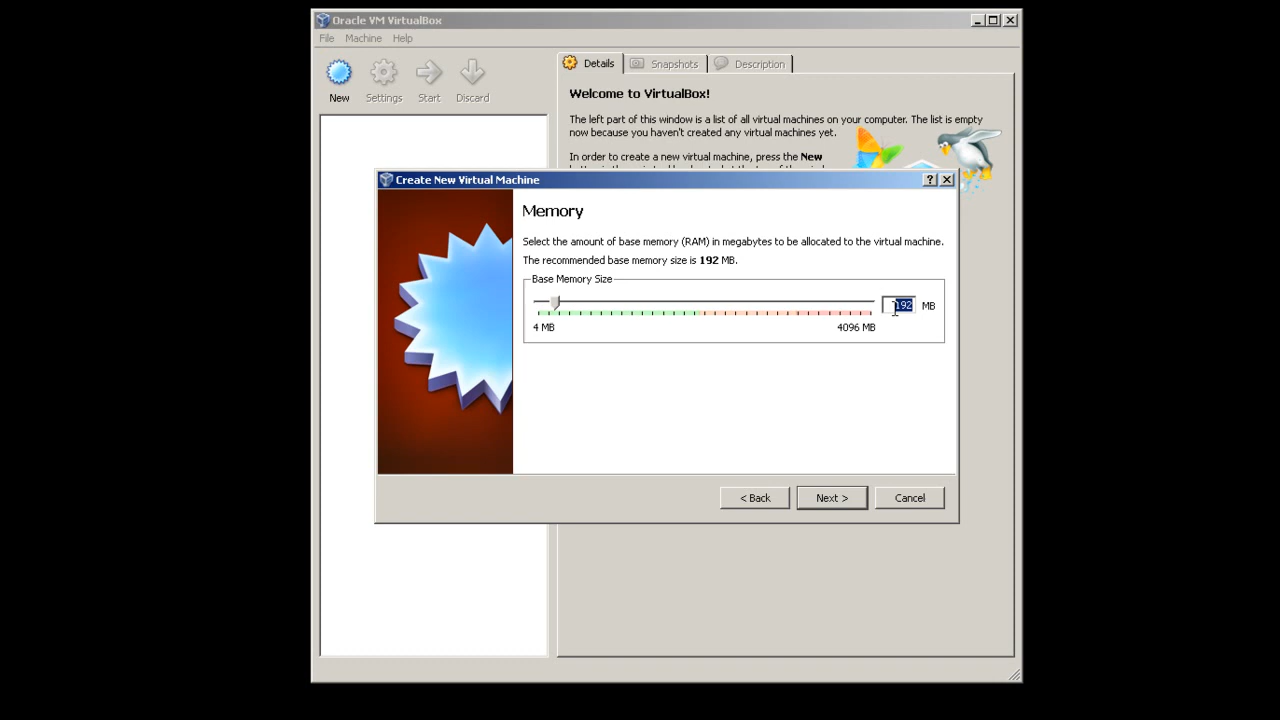 Oracle VM VirtualBox
File Machine Help
New Settings Start Discard
Details Snapshots Description
Welcome to VirtualBox!
The left part of this window is a list of all virtual machines on your computer. The list is empty
now because you haven't created any virtual machines yet.
In order to create a new virtual machine, press the New
Create New Virtual Machine
Memory
Select the amount of base memory (RAM) in megabytes to be allocated to the virtual machine.
The recommended base memory size is 192 MB.
Base Memory Size
192 MB
4 MB 4096 MB
< Back Next > Cancel